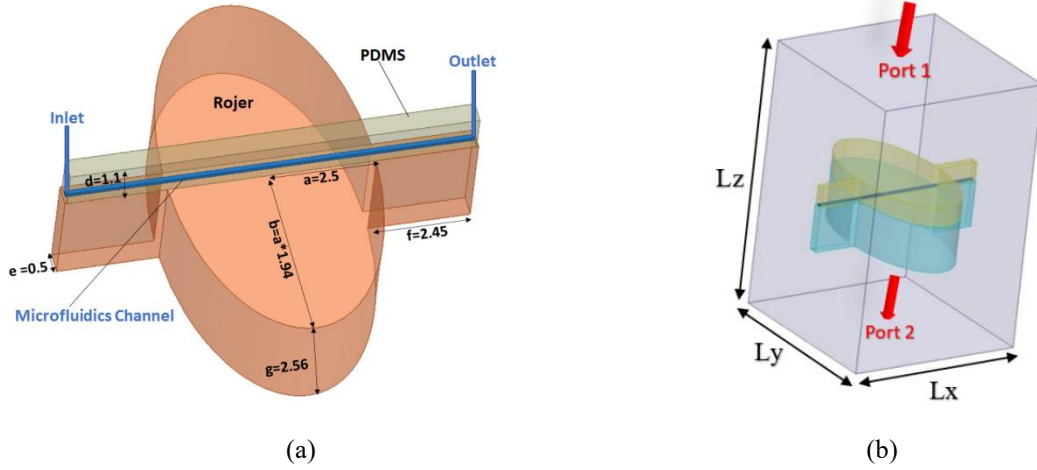 PDMS
Outlet
Rojer
Inlet
d=1.1
a=2.5
b=a*1.94
f=2.45
e =0.5
Microfluidics Channel
g=2.56
(a)
Port 1
Lz
Port 2
Ly
Lx
(b)